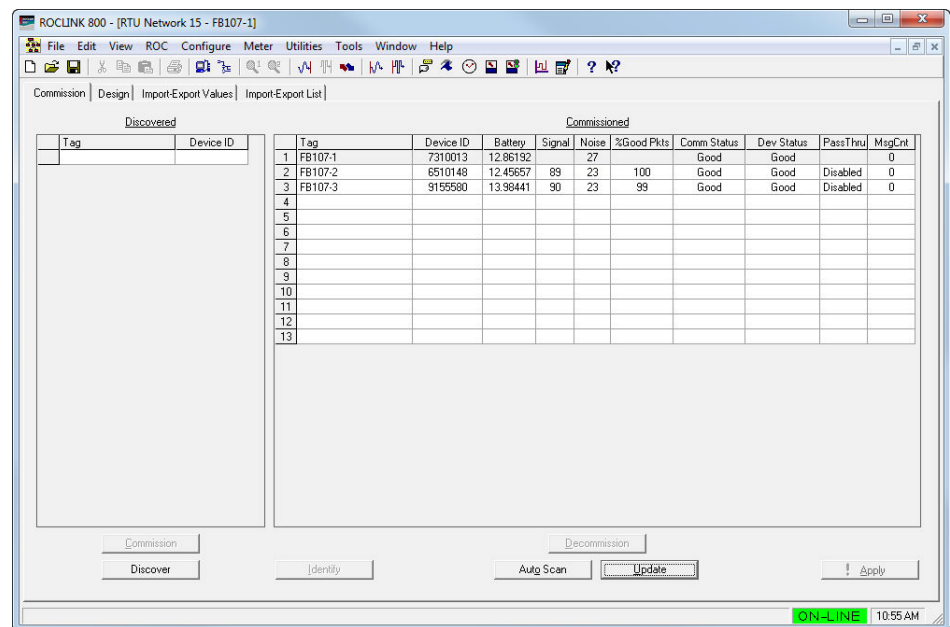 ROCLINK 800 - [RTU Network 15 - FB107-1]
File Edit View ROC Configure Meter Utilities Tools Window Help
Commission Design Import-Export Values Import-Export List
Discovered
Commissioned
Tag Device ID
Tag Device ID Battery Signal Noise %Good Pkts Comm Status Dev Status PassThru MsgCnt
1 FB107-1 7310013 12.86192 27 Good Good 0
2 FB107-2 6510148 12.45657 89 23 100 Good Good Disabled 0
3 FB107-3 9155580 13.98441 90 23 99 Good Good Disabled 0
4
5
6
7
8
9
10
11
12
13
Commission
Decommission
Discover Identify Auto Scan Update ! Apply
ON-LINE 10:55 AM